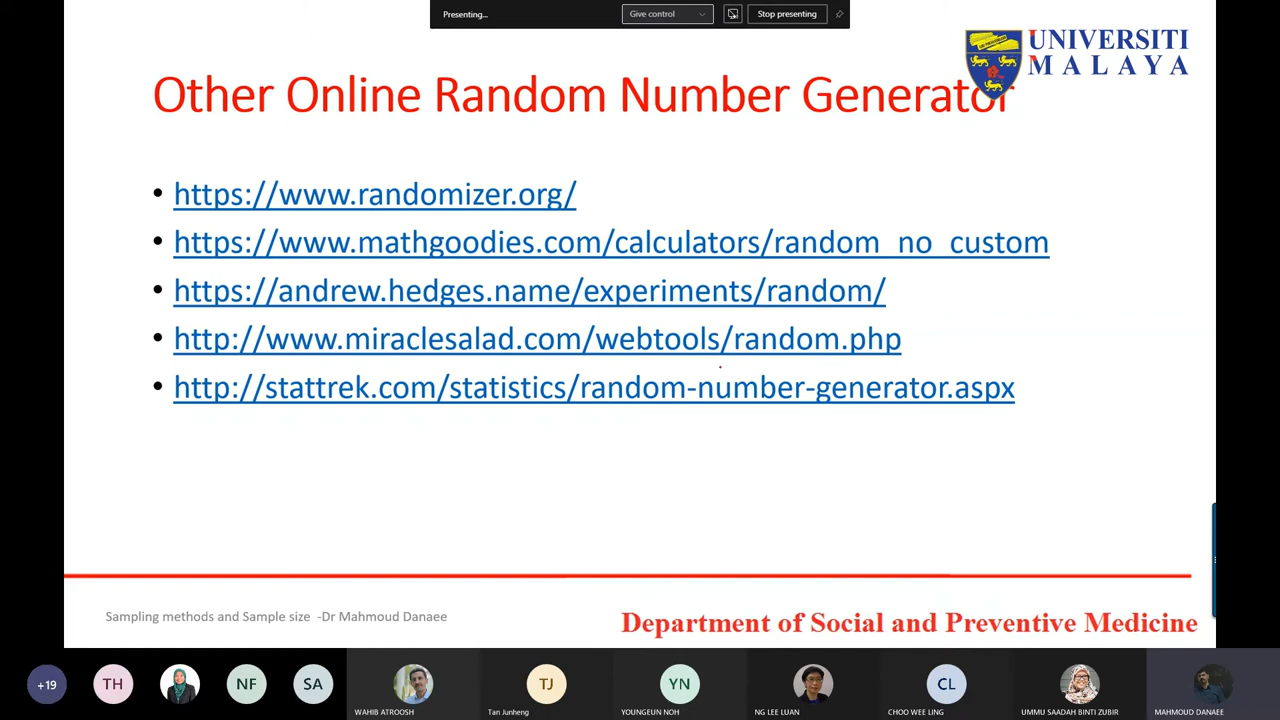 Presenting...
Give control
Stop presenting
UNIVERSITI
MALAYA
Other Online Random Number Generator
• https://www.randomizer.org/
• https://www.mathgoodies.com/calculators/random_no_custom
• https://andrew.hedges.name/experiments/random/
• http://www.miraclesalad.com/webtools/random.php
• http://stattrek.com/statistics/random-number-generator.aspx
Sampling methods and Sample size -Dr Mahmoud Danaee
Department of Social and Preventive Medicine
+19
TH
NF
SA
TJ
YN
CL
WAHIB ATROOSH
Tan Junheng
YOUNGEUN NOH
NG LEE LUAN
CHOO WEE LING
UMMU SAADAH BINTI ZUBIR
MAHMOUD DANAEE